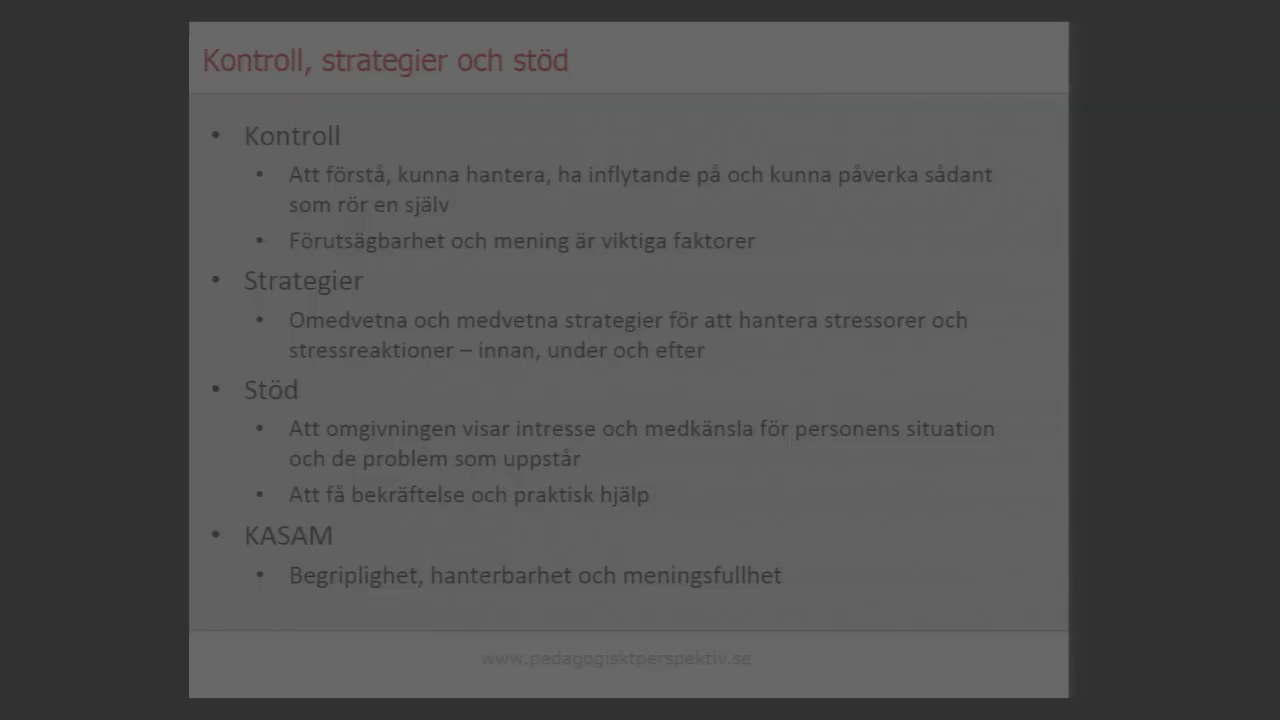 Kontroll, strategier och stöd
• Kontroll
• Att förstå, kunna hantera, ha inflytande på och kunna påverka sådant
som rör en själv
• Förutsägbarhet och mening är viktiga faktorer
• Strategier
• Omedvetna och medvetna strategier för att hantera stressorer och
stressreaktioner – innan, under och efter
• Stöd
• Att omgivningen visar intresse och medkänsla för personens situation
och de problem som uppstår
• Att få bekräftelse och praktisk hjälp
• KASAM
• Begriplighet, hanterbarhet och meningsfullhet
www.pedagogisktperspektiv.se